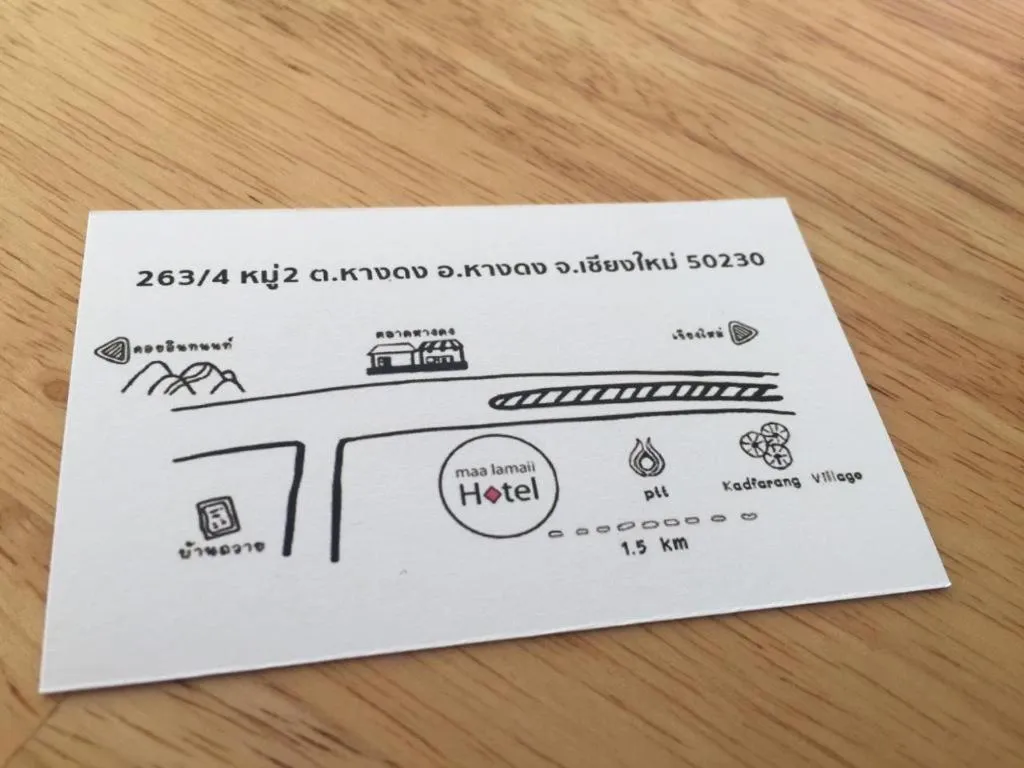 263/4 หมู่2 ต.หางดง อ.หางดง จ.เชียงใหม่ 50230
ดอยอินทนนท์
ตลาดหางดง
เชียงใหม่
maa lamaii
Hotel
ptt
Kadfarang Village
บ้านถวาย
1.5 km